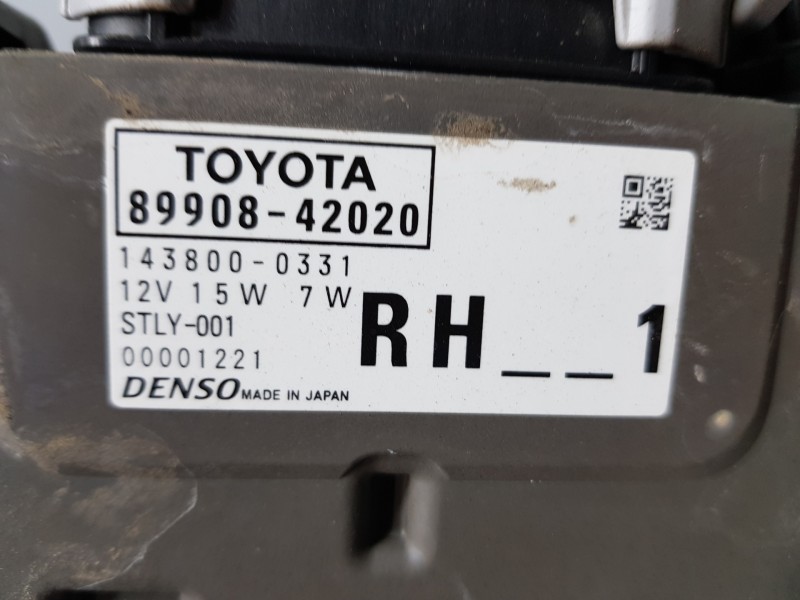 TOYOTA
89908-42020
143800-0331
12V 15W 7W
STLY-001
00001221
RH__1
DENSO MADE IN JAPAN